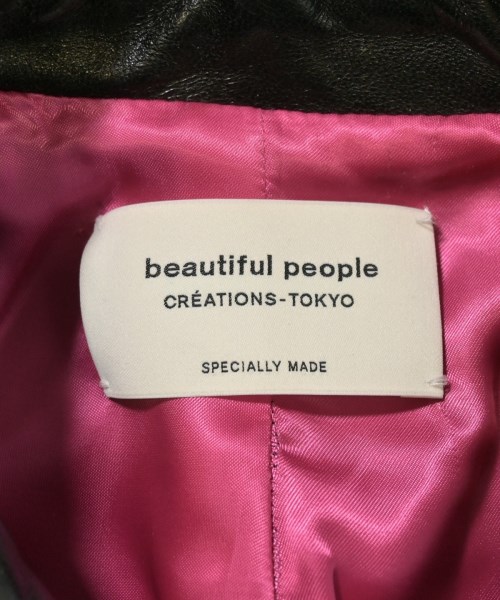 beautiful people
CRÉATIONS-TOKYO
SPECIALLY MADE